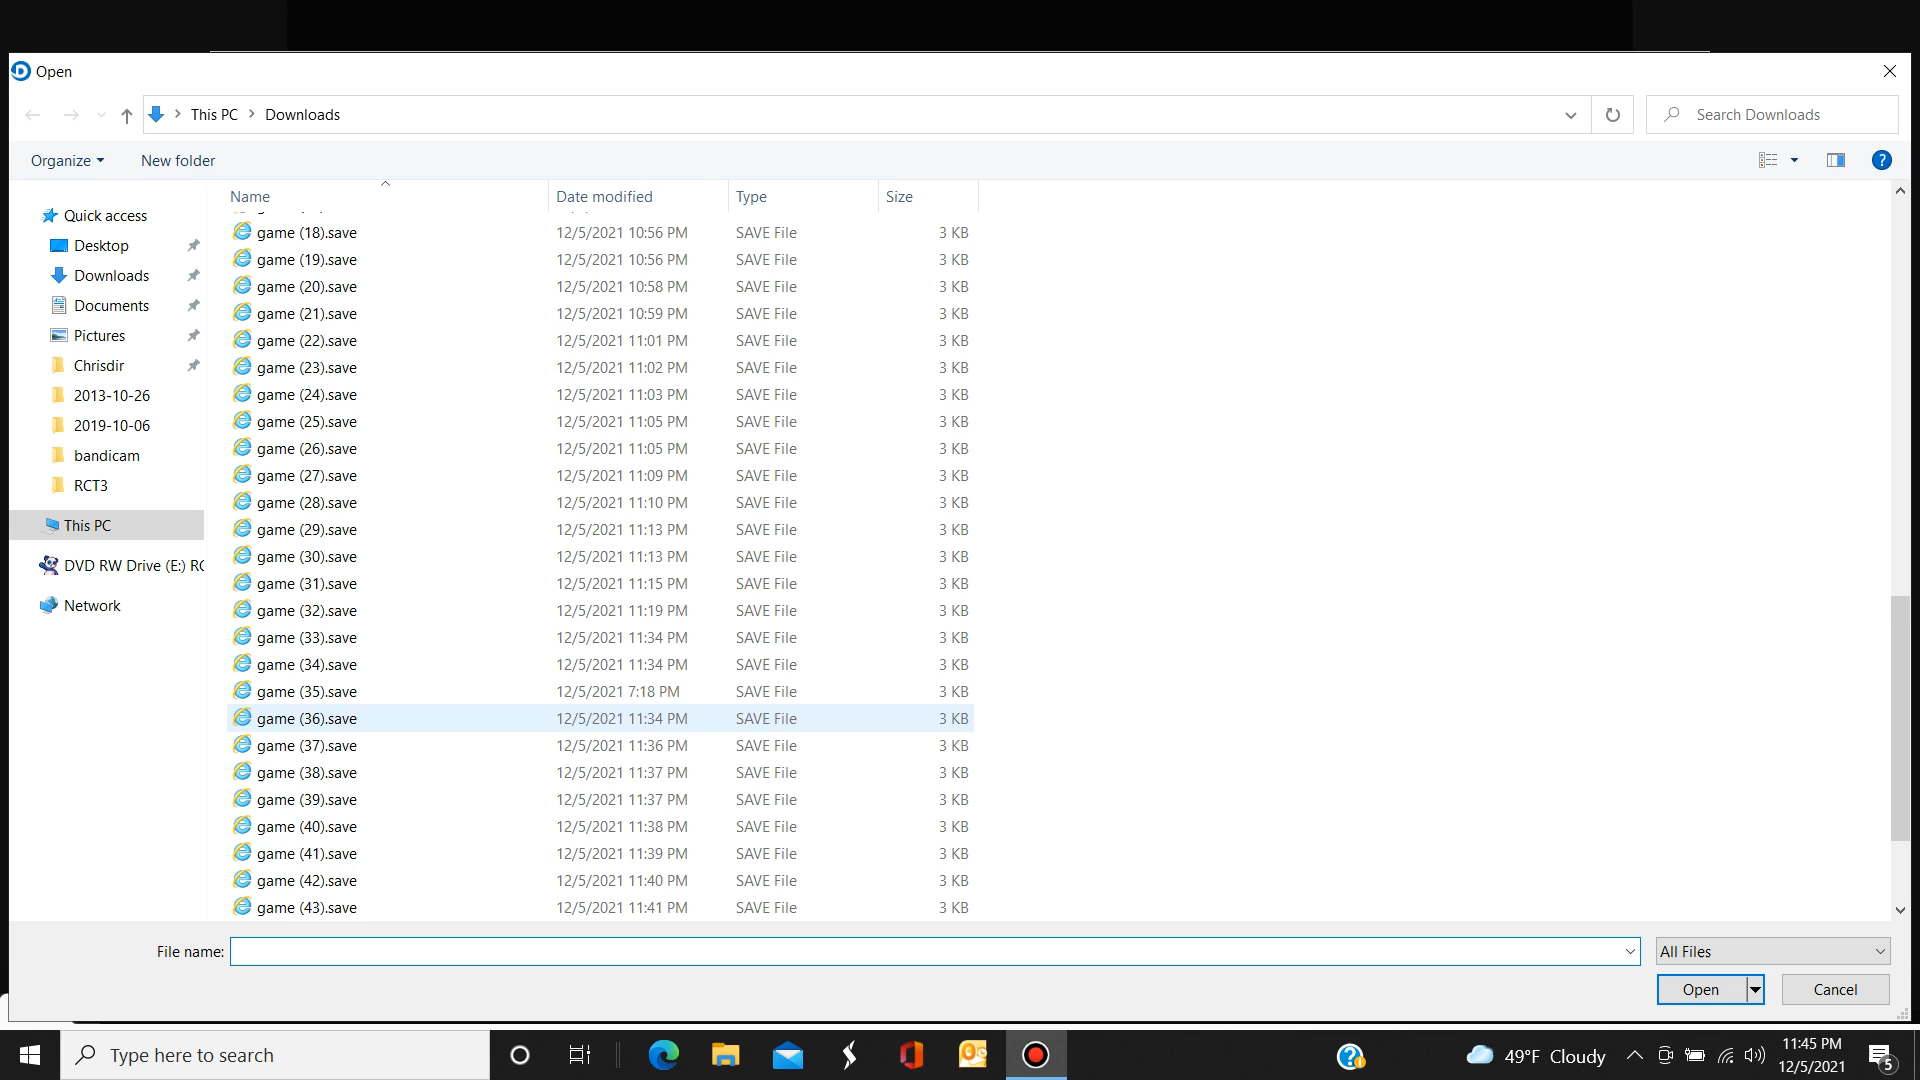 Open
This PC > Downloads
Search Downloads
Organize
New folder
Name Date modified Type Size
game (18).save 12/5/2021 10:56 PM SAVE File 3 KB
game (19).save 12/5/2021 10:56 PM SAVE File 3 KB
game (20).save 12/5/2021 10:58 PM SAVE File 3 KB
game (21).save 12/5/2021 10:59 PM SAVE File 3 KB
game (22).save 12/5/2021 11:01 PM SAVE File 3 KB
game (23).save 12/5/2021 11:02 PM SAVE File 3 KB
game (24).save 12/5/2021 11:03 PM SAVE File 3 KB
game (25).save 12/5/2021 11:05 PM SAVE File 3 KB
game (26).save 12/5/2021 11:05 PM SAVE File 3 KB
game (27).save 12/5/2021 11:09 PM SAVE File 3 KB
game (28).save 12/5/2021 11:10 PM SAVE File 3 KB
game (29).save 12/5/2021 11:13 PM SAVE File 3 KB
game (30).save 12/5/2021 11:13 PM SAVE File 3 KB
game (31).save 12/5/2021 11:15 PM SAVE File 3 KB
game (32).save 12/5/2021 11:19 PM SAVE File 3 KB
game (33).save 12/5/2021 11:34 PM SAVE File 3 KB
game (34).save 12/5/2021 11:34 PM SAVE File 3 KB
game (35).save 12/5/2021 7:18 PM SAVE File 3 KB
game (36).save 12/5/2021 11:34 PM SAVE File 3 KB
game (37).save 12/5/2021 11:36 PM SAVE File 3 KB
game (38).save 12/5/2021 11:37 PM SAVE File 3 KB
game (39).save 12/5/2021 11:37 PM SAVE File 3 KB
game (40).save 12/5/2021 11:38 PM SAVE File 3 KB
game (41).save 12/5/2021 11:39 PM SAVE File 3 KB
game (42).save 12/5/2021 11:40 PM SAVE File 3 KB
game (43).save 12/5/2021 11:41 PM SAVE File 3 KB
Quick access
Desktop
Downloads
Documents
Pictures
Chrisdir
2013-10-26
2019-10-06
bandicam
RCT3
This PC
DVD RW Drive (E:) RC
Network
File name:
All Files
Open
Cancel
Type here to search
49°F Cloudy
11:45 PM
12/5/2021
5